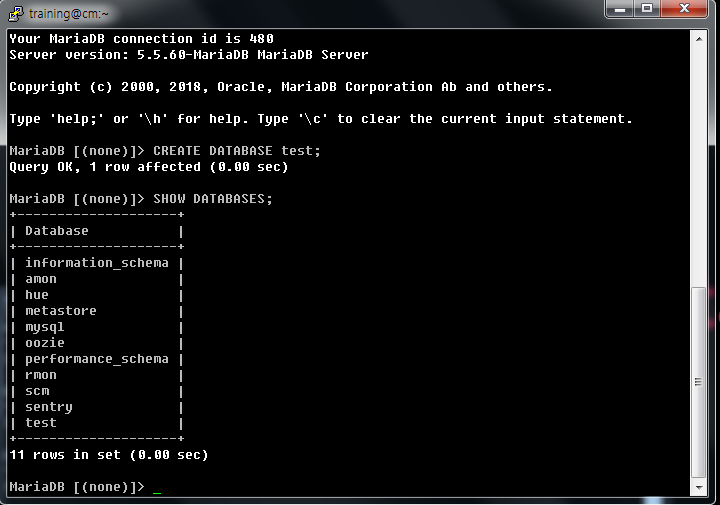 training@cm:~
Your MariaDB connection id is 480
Server version: 5.5.60-MariaDB MariaDB Server
Copyright (c) 2000, 2018, Oracle, MariaDB Corporation Ab and others.
Type 'help;' or '\h' for help. Type '\c' to clear the current input statement.
MariaDB [(none)]> CREATE DATABASE test;
Query OK, 1 row affected (0.00 sec)
MariaDB [(none)]> SHOW DATABASES;
+--------------------+
| Database           |
+--------------------+
| information_schema |
| amon               |
| hue                |
| metastore          |
| mysql              |
| oozie              |
| performance_schema |
| rmon               |
| scm                |
| sentry             |
| test               |
+--------------------+
11 rows in set (0.00 sec)
MariaDB [(none)]> _